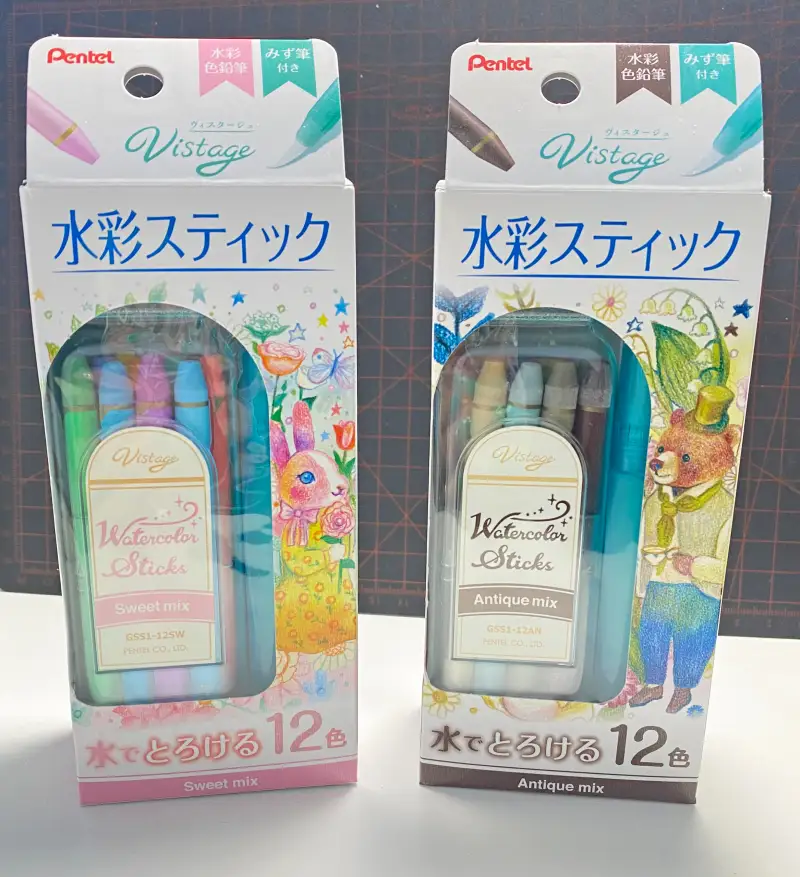 Pentel
水彩
色鉛筆
みず筆
付き
ヴィスタージュ
Vistage
水彩スティック
Vistage
Watercolor
Sticks
Sweet mix
GSS1-12SW
PENTEL CO., LTD.
水でとろける 12色
Sweet mix
Pentel
水彩
色鉛筆
みず筆
付き
ヴィスタージュ
Vistage
水彩スティック
Vistage
Watercolor
Sticks
Antique mix
GSS1-12AN
PENTEL CO., LTD.
水でとろける 12色
Antique mix